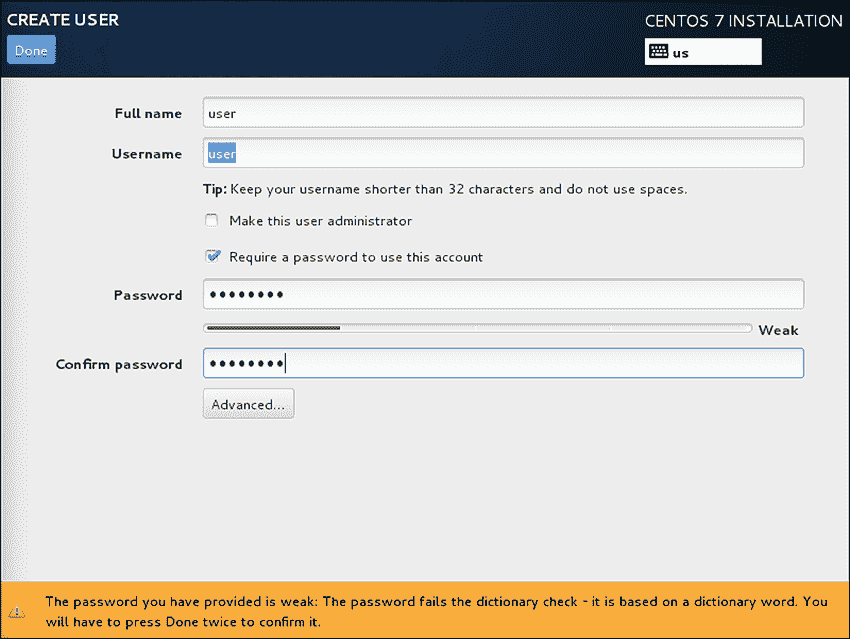 CREATE USER
CENTOS 7 INSTALLATION
Done
us
Full name
user
Username
user
Tip: Keep your username shorter than 32 characters and do not use spaces.
Make this user administrator
Require a password to use this account
Password
••••••••
Weak
Confirm password
••••••••
Advanced...
The password you have provided is weak: The password fails the dictionary check - it is based on a dictionary word. You
will have to press Done twice to confirm it.